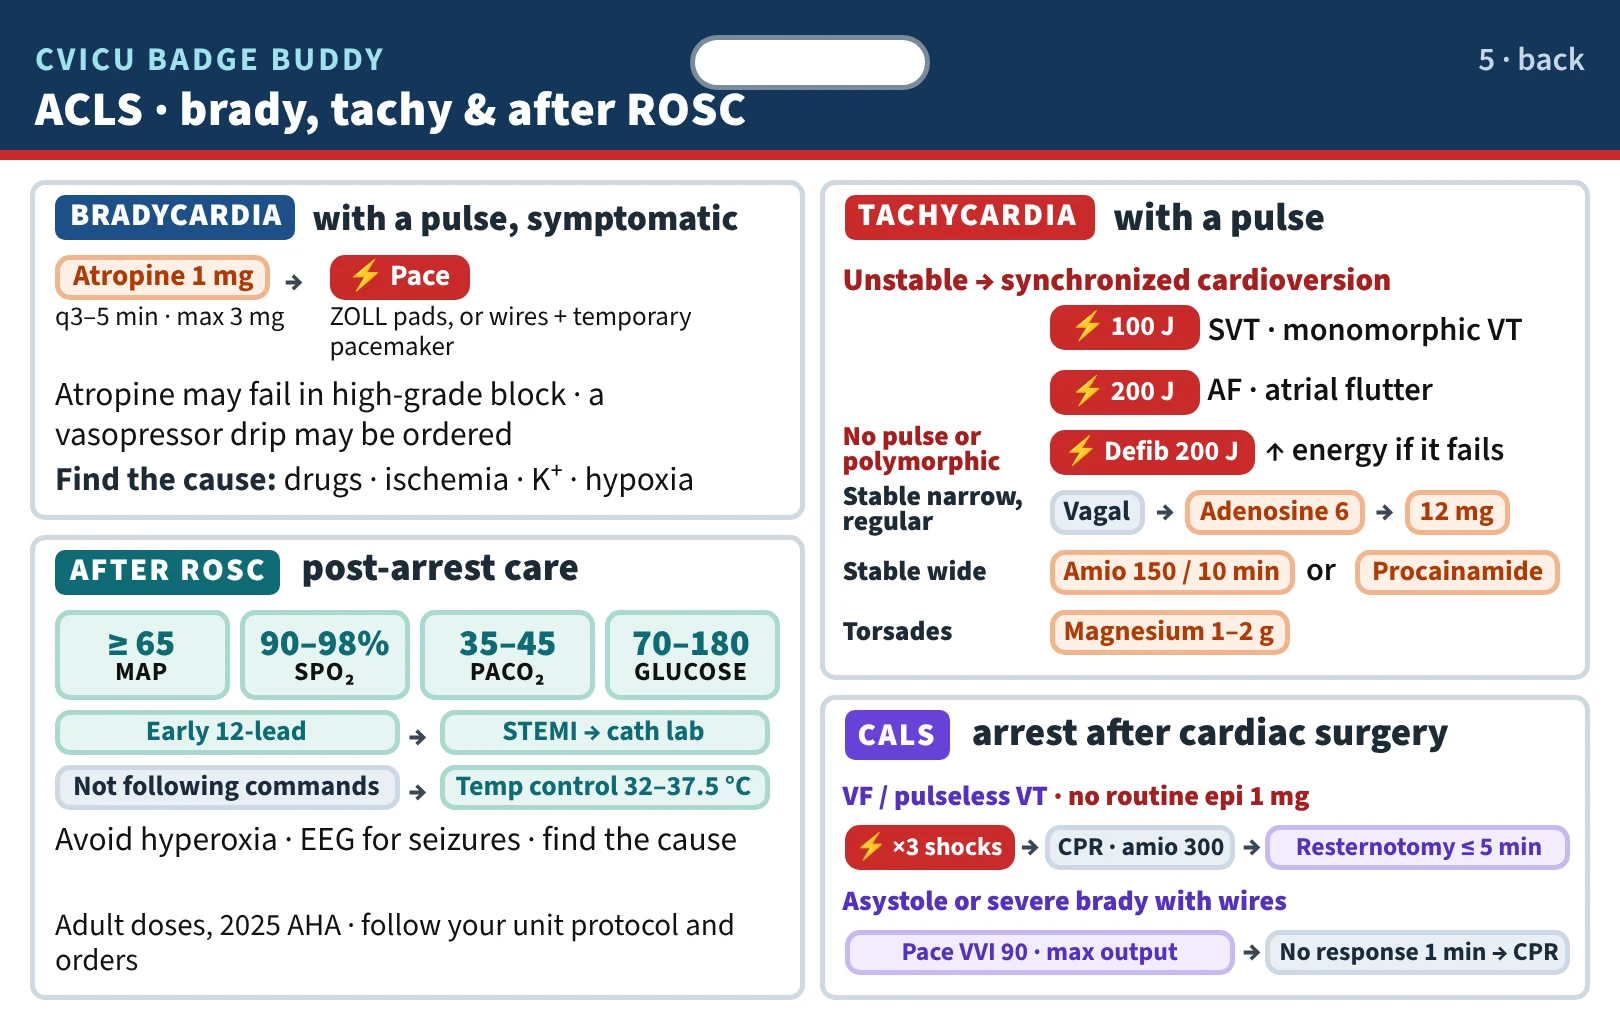 CVICU BADGE BUDDY
5 · back
ACLS · brady, tachy & after ROSC
BRADYCARDIA with a pulse, symptomatic
Atropine 1 mg → ⚡ Pace
q3–5 min · max 3 mg
ZOLL pads, or wires + temporary
pacemaker
Atropine may fail in high-grade block · a
vasopressor drip may be ordered
Find the cause: drugs · ischemia · K⁺ · hypoxia
AFTER ROSC post-arrest care
≥ 65
MAP
90–98%
SPO₂
35–45
PACO₂
70–180
GLUCOSE
Early 12-lead → STEMI → cath lab
Not following commands → Temp control 32–37.5 °C
Avoid hyperoxia · EEG for seizures · find the cause
Adult doses, 2025 AHA · follow your unit protocol and
orders
TACHYCARDIA with a pulse
Unstable → synchronized cardioversion
⚡ 100 J SVT · monomorphic VT
⚡ 200 J AF · atrial flutter
No pulse or
polymorphic
⚡ Defib 200 J ↑ energy if it fails
Stable narrow,
regular
Vagal → Adenosine 6 → 12 mg
Stable wide Amio 150 / 10 min or Procainamide
Torsades Magnesium 1–2 g
CALS arrest after cardiac surgery
VF / pulseless VT · no routine epi 1 mg
⚡ ×3 shocks → CPR · amio 300 → Resternotomy ≤ 5 min
Asystole or severe brady with wires
Pace VVI 90 · max output → No response 1 min → CPR